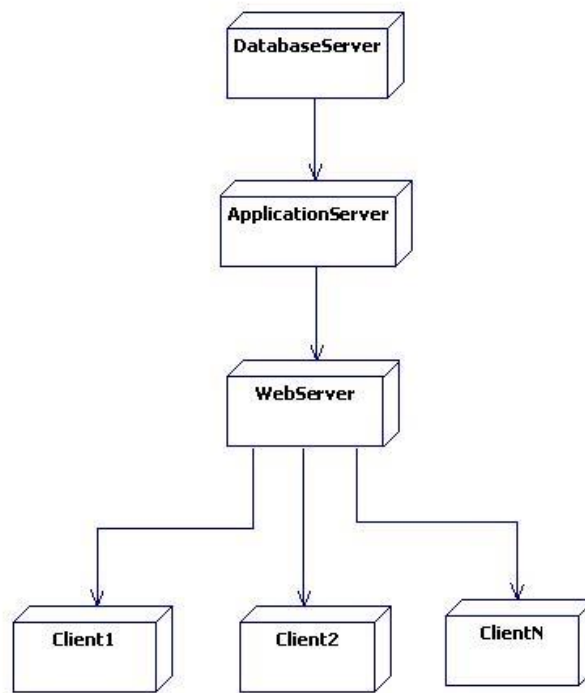 DatabaseServer
ApplicationServer
WebServer
Client1
Client2
ClientN